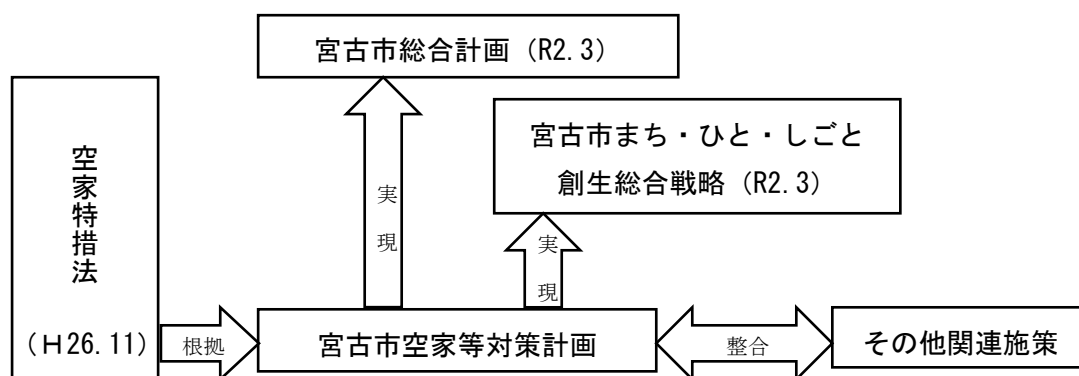 宮古市総合計画（R2.3）
宮古市まち・ひと・しごと
創生総合戦略（R2.3）
空家特措法
（H26.11）
実現
実現
根拠
宮古市空家等対策計画
整合
その他関連施策